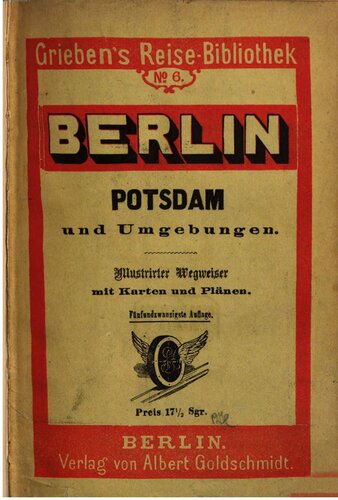 Grieben's Reise-Bibliothek
No 6.
BERLIN
POTSDAM
und Umgebungen.
Illustrirter Wegweiser
mit Karten und Plänen.
Fünfundzwanzigste Auflage.
Preis 17½ Sgr.
BERLIN.
Verlag von Albert Goldschmidt.